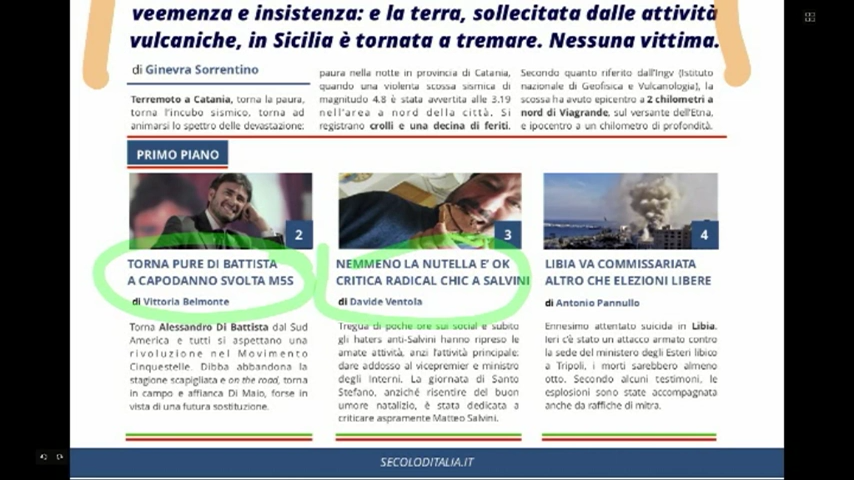 veemenza e insistenza: e la terra, sollecitata dalle attività
vulcaniche, in Sicilia è tornata a tremare. Nessuna vittima.
di Ginevra Sorrentino
Terremoto a Catania, torna la paura,
torna l'incubo sismico, torna ad
animarsi lo spettro delle devastazione:
paura nella notte in provincia di Catania,
quando una violenta scossa sismica di
magnitudo 4.8 è stata avvertita alle 3.19
nell'area a nord della città. Si
registrano crolli e una decina di feriti.
Secondo quanto riferito dall'Ingv (Istituto
nazionale di Geofisica e Vulcanologia), la
scossa ha avuto epicentro a 2 chilometri a
nord di Viagrande, sul versante dell'Etna,
e ipocentro a un chilometro di profondità.
PRIMO PIANO
2
TORNA PURE DI BATTISTA
A CAPODANNO SVOLTA M5S
di Vittoria Belmonte
Torna Alessandro Di Battista dal Sud
America e tutti si aspettano una
rivoluzione nel Movimento
Cinquestelle. Dibba abbandona la
stagione scapigliata e on the road, torna
in campo e affianca Di Maio, forse in
vista di una futura sostituzione.
3
NEMMENO LA NUTELLA E' OK
CRITICA RADICAL CHIC A SALVINI
di Davide Ventola
Tregua di poche ore sui social e subito
gli haters anti-Salvini hanno ripreso le
amate attività, anzi l'attività principale:
dare addosso al vicepremier e ministro
degli Interni. La giornata di Santo
Stefano, anziché risentire del buon
umore natalizio, è stata dedicata a
criticare aspramente Matteo Salvini.
4
LIBIA VA COMMISSARIATA
ALTRO CHE ELEZIONI LIBERE
di Antonio Pannullo
Ennesimo attentato suicida in Libia.
Ieri c'è stato un attacco armato contro
la sede del ministero degli Esteri libico
a Tripoli, i morti sarebbero almeno
otto. Secondo alcuni testimoni, le
esplosioni sono state accompagnata
anche da raffiche di mitra.
SECOLODITALIA.IT